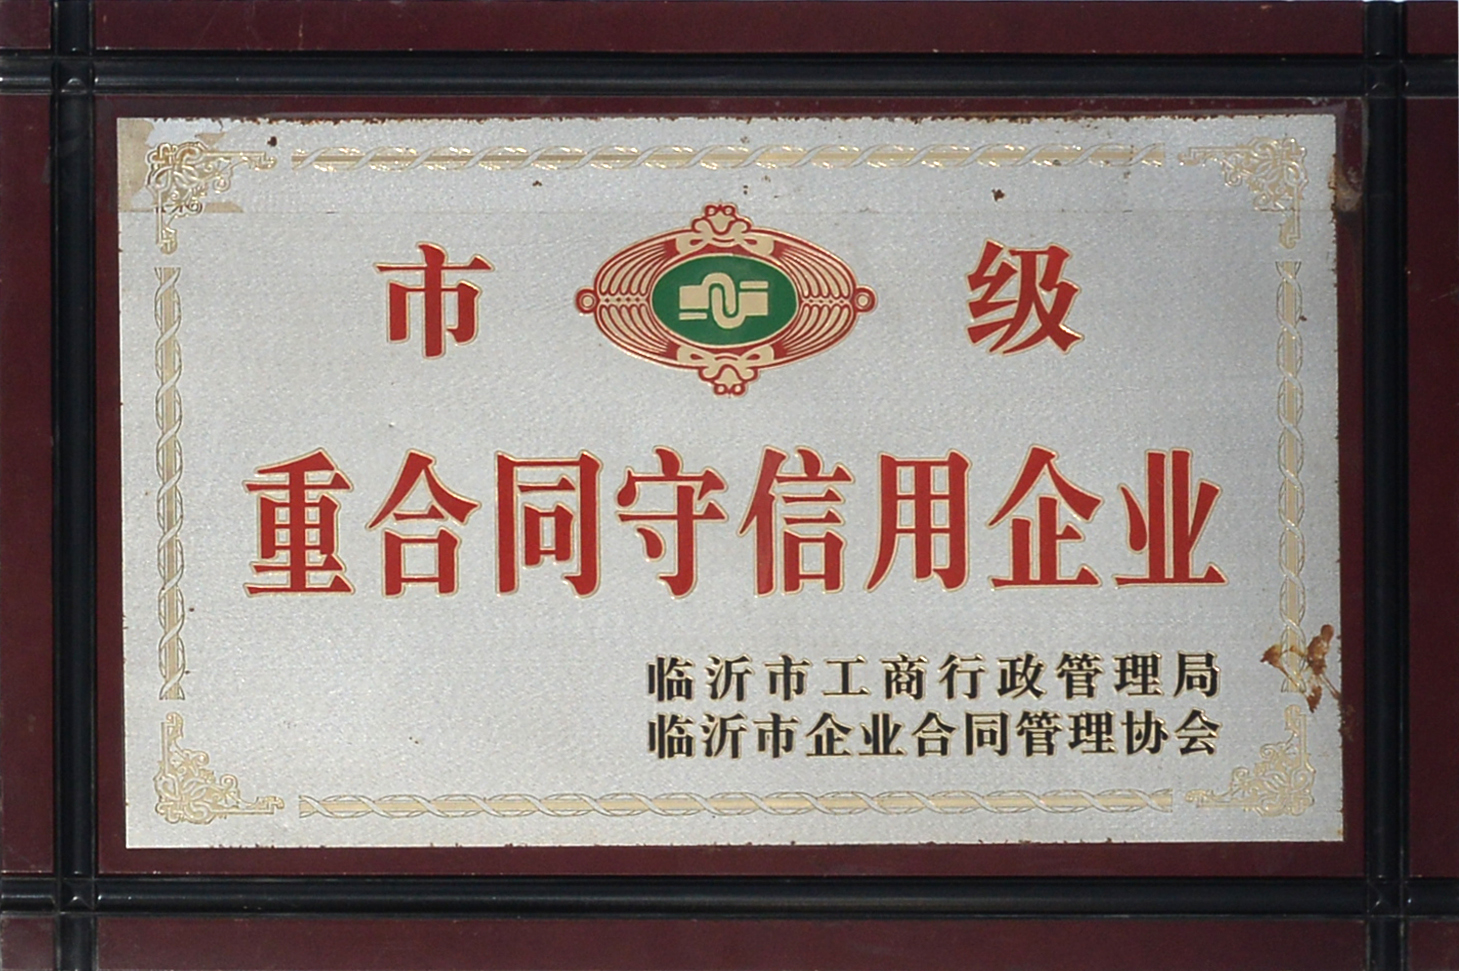 市 级
重合同守信用企业
临沂市工商行政管理局
临沂市企业合同管理协会